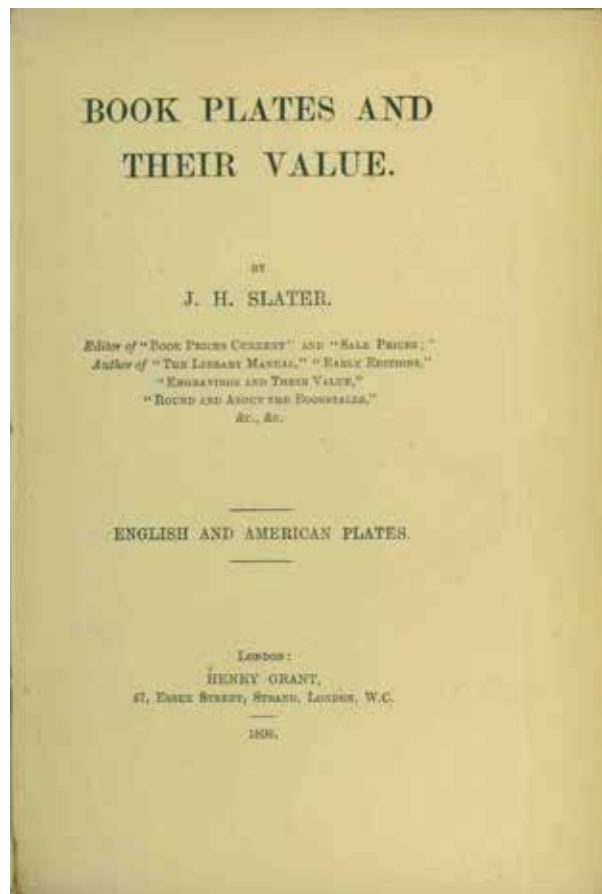 BOOK PLATES AND
THEIR VALUE.
BY
J. H. SLATER.
Editor of "BOOK PRICES CURRENT" AND "SALE PRICES;"
Author of "THE LIBRARY MANUAL," "EARLY EDITIONS,"
"ENGRAVINGS AND THEIR VALUE,"
"ROUND AND ABOUT THE BOOKSTALLS,"
&c., &c.
ENGLISH AND AMERICAN PLATES.
LONDON:
HENRY GRANT,
47, ESSEX STREET, STRAND, LONDON, W.C.